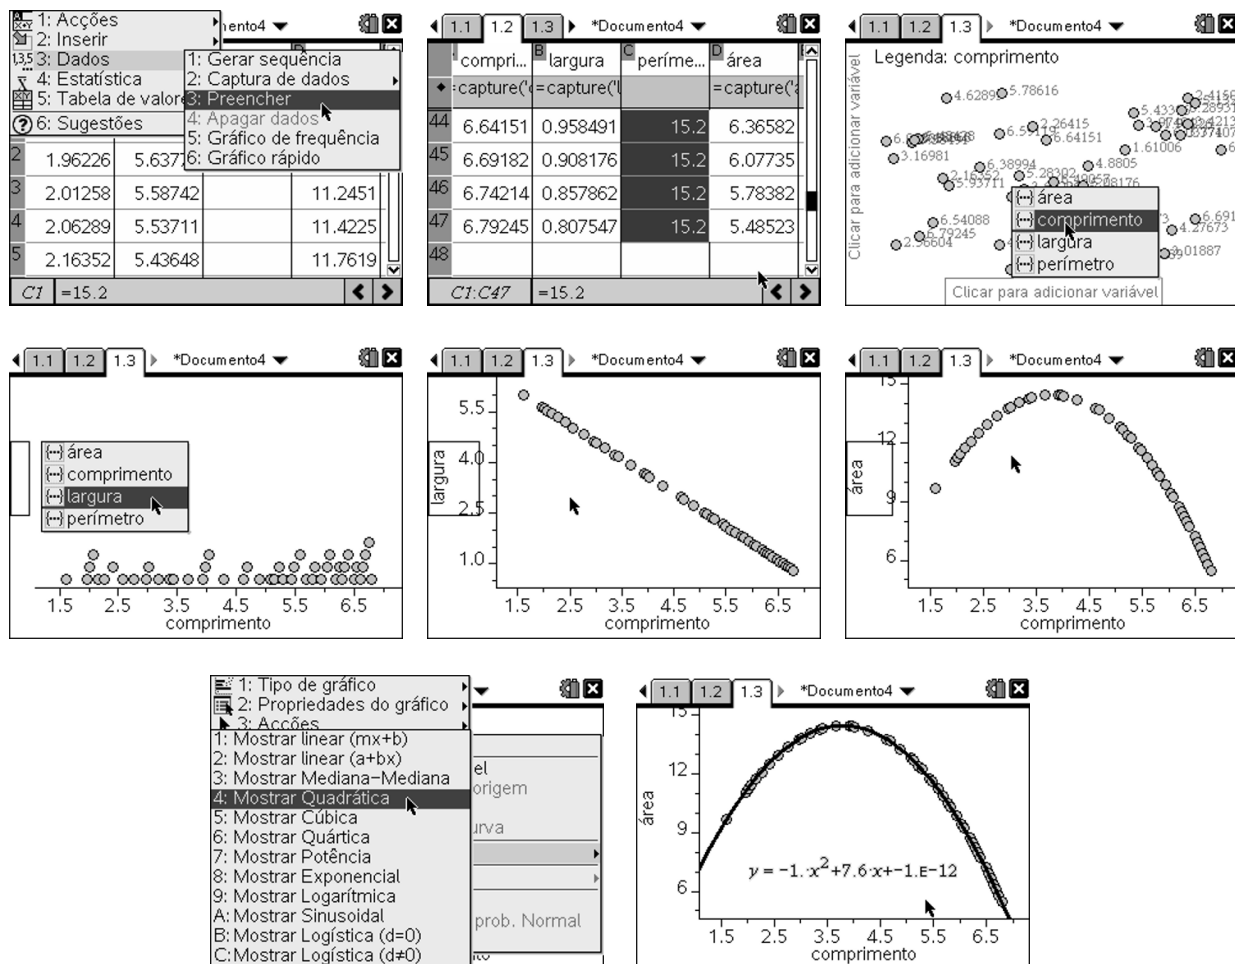 1: Acções
2: Inserir
3: Dados
4: Estatística
5: Tabela de valore
6: Sugestões
ento4
1: Gerar sequência
2: Captura de dados
3: Preencher
4: Apagar dados
5: Gráfico de frequência
6: Gráfico rápido
2 1.96226 5.6377
3 2.01258 5.58742 11.2451
4 2.06289 5.53711 11.4225
5 2.16352 5.43648 11.7619
C1 =15.2
1.1 1.2 1.3 *Documento4
compri... B largura C períme... D área
=capture('c =capture('l =capture('a
44 6.64151 0.958491 15.2 6.36582
45 6.69182 0.908176 15.2 6.07735
46 6.74214 0.857862 15.2 5.78382
47 6.79245 0.807547 15.2 5.48523
48
C1:C47 =15.2
1.1 1.2 1.3 *Documento4
Legenda: comprimento
Clicar para adicionar variável
4.6289
5.78616
2.26415
6.64151
1.61006
3.16981
6.38994
4.8805
5.28302
2.16352
5.93711
6.54088
6.79245
2.56604
4.27673
área
comprimento
largura
perímetro
Clicar para adicionar variável
1.1 1.2 1.3 *Documento4
área
comprimento
largura
perímetro
1.5 2.5 3.5 4.5 5.5 6.5
comprimento
1.1 1.2 1.3 *Documento4
largura
5.5
4.0
2.5
1.0
1.5 2.5 3.5 4.5 5.5 6.5
comprimento
1.1 1.2 1.3 *Documento4
área
15
12
9
6
1.5 2.5 3.5 4.5 5.5 6.5
comprimento
1: Tipo de gráfico
2: Propriedades do gráfico
3: Acções
1: Mostrar linear (mx+b)
2: Mostrar linear (a+bx)
3: Mostrar Mediana-Mediana
4: Mostrar Quadrática
5: Mostrar Cúbica
6: Mostrar Quártica
7: Mostrar Potência
8: Mostrar Exponencial
9: Mostrar Logarítmica
A: Mostrar Sinusoidal
B: Mostrar Logística (d=0)
C: Mostrar Logística (d≠0)
el
origem
urva
prob. Normal
1.1 1.2 1.3 *Documento4
área
15
12
9
6
y = -1.·x²+7.6·x+-1.E-12
1.5 2.5 3.5 4.5 5.5 6.5
comprimento